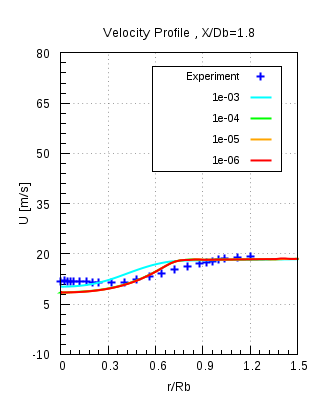 Velocity Profile , X/Db=1.8
80
65
50
35
20
5
-10
U [m/s]
Experiment
1e-03
1e-04
1e-05
1e-06
0 0.3 0.6 0.9 1.2 1.5
r/Rb